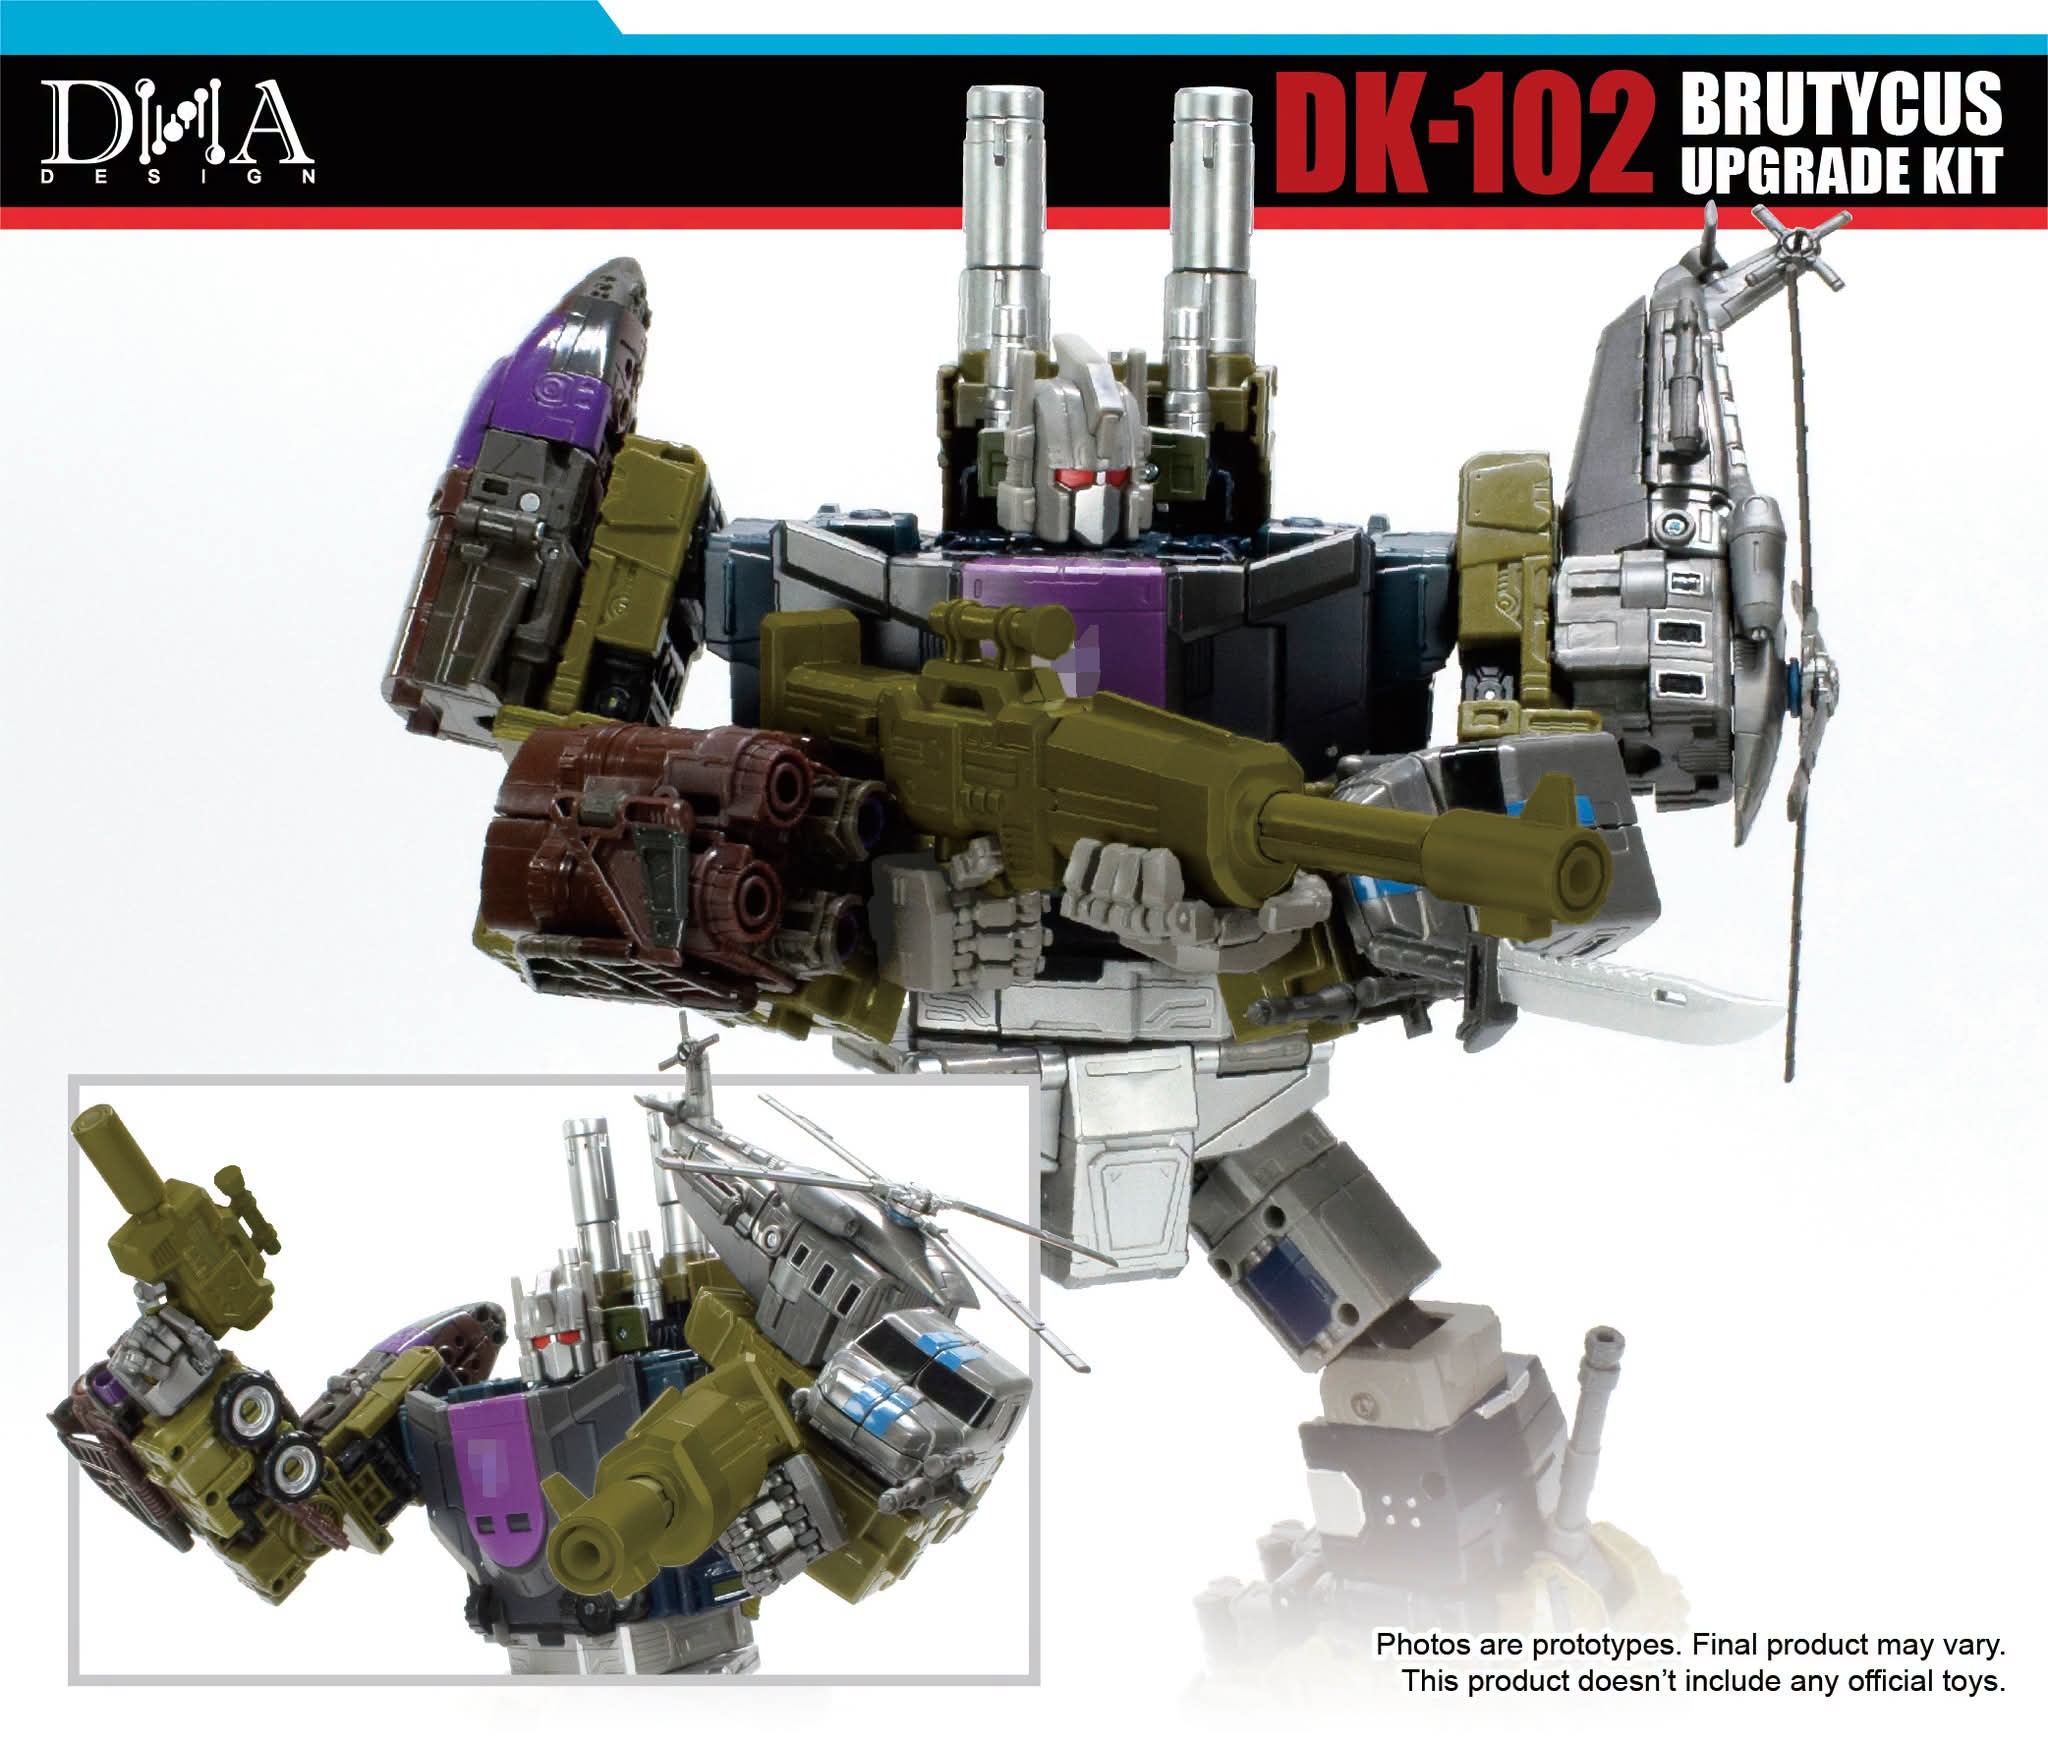 DNA
DESIGN
DK-102
BRUTYCUS
UPGRADE KIT
Photos are prototypes. Final product may vary.
This product doesn't include any official toys.